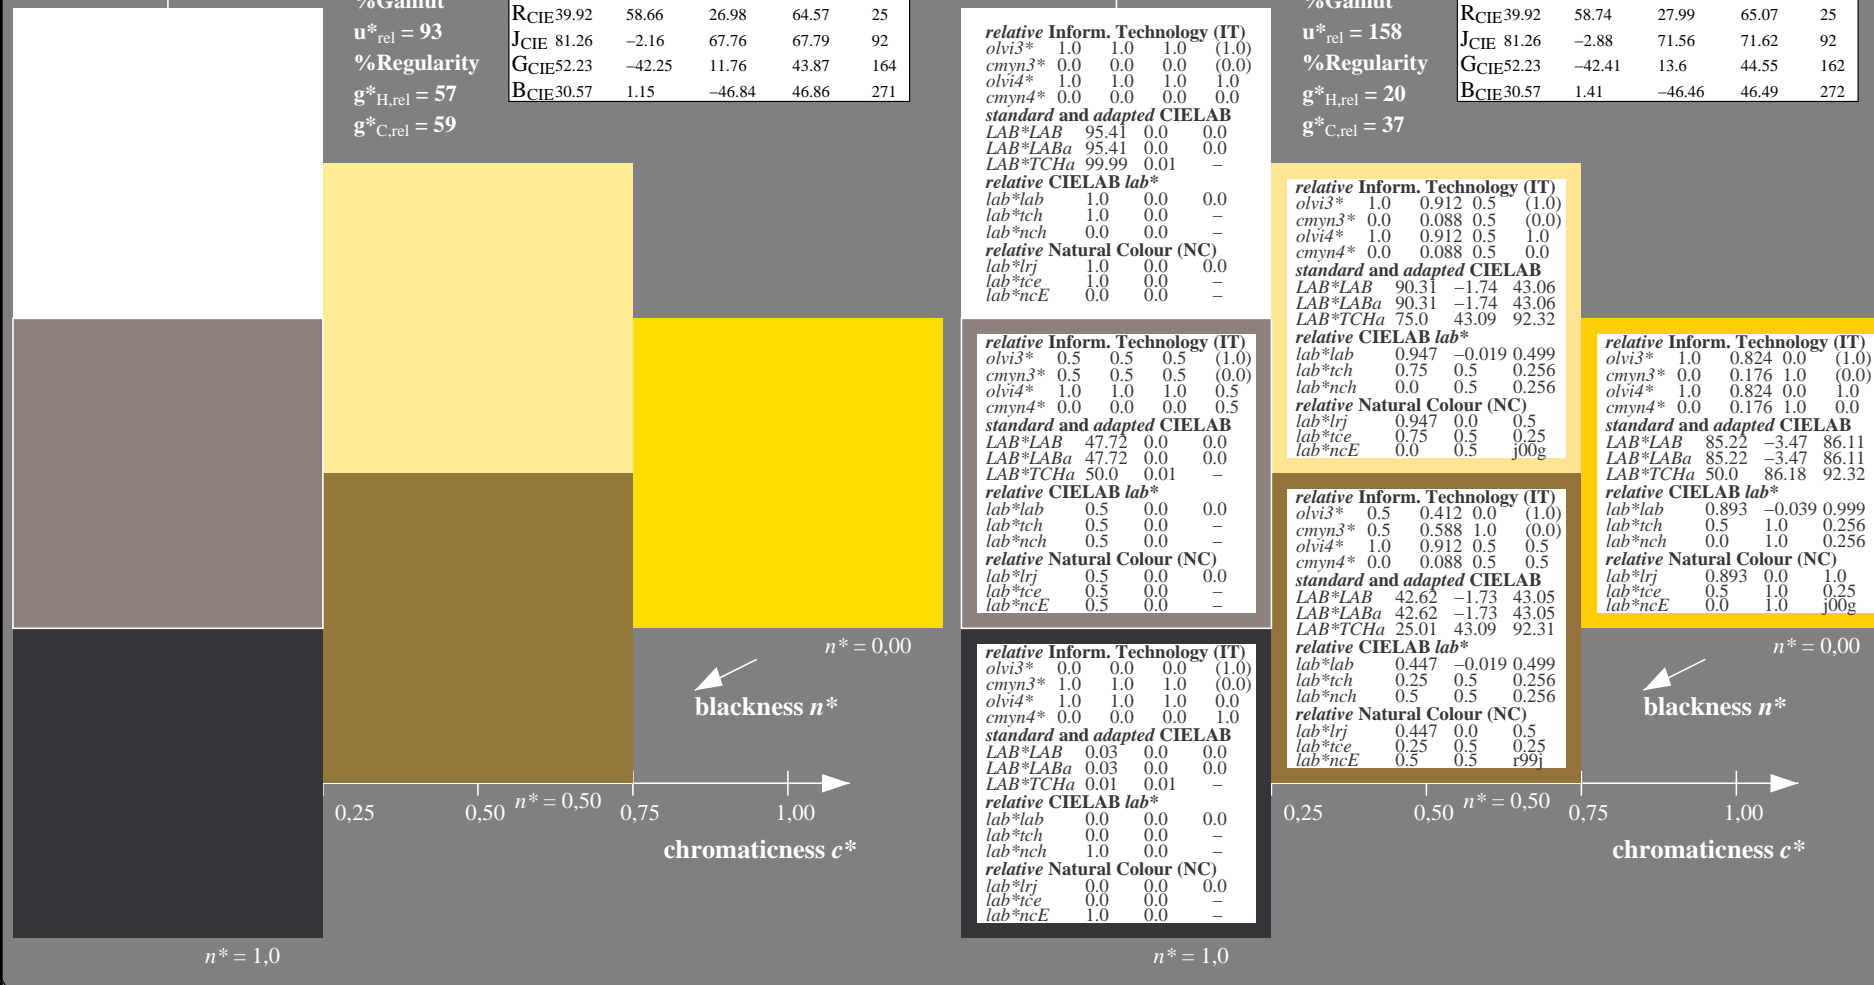 %Gamut
u*rel = 93
%Regularity
g*H,rel = 57
g*C,rel = 59
RCIE 39.92 58.66 26.98 64.57 25
JCIE 81.26 −2.16 67.76 67.79 92
GCIE 52.23 −42.25 11.76 43.87 164
BCIE 30.57 1.15 −46.84 46.86 271
n* = 0,00
blackness n*
0,25 0,50 n* = 0,50 0,75 1,00
chromaticness c*
n* = 1,0
relative Inform. Technology (IT)
olvi3* 1.0 1.0 1.0 (1.0)
cmyn3* 0.0 0.0 0.0 (0.0)
olvi4* 1.0 1.0 1.0 1.0
cmyn4* 0.0 0.0 0.0 0.0
standard and adapted CIELAB
LAB*LAB 95.41 0.0 0.0
LAB*LABa 95.41 0.0 0.0
LAB*TCHa 99.99 0.01 –
relative CIELAB lab*
lab*lab 1.0 0.0 0.0
lab*tch 1.0 0.0 –
lab*nch 0.0 0.0 –
relative Natural Colour (NC)
lab*lrj 1.0 0.0 0.0
lab*tce 1.0 0.0 –
lab*ncE 0.0 0.0 –
relative Inform. Technology (IT)
olvi3* 0.5 0.5 0.5 (1.0)
cmyn3* 0.5 0.5 0.5 (0.0)
olvi4* 1.0 1.0 1.0 0.5
cmyn4* 0.0 0.0 0.0 0.5
standard and adapted CIELAB
LAB*LAB 47.72 0.0 0.0
LAB*LABa 47.72 0.0 0.0
LAB*TCHa 50.0 0.01 –
relative CIELAB lab*
lab*lab 0.5 0.0 0.0
lab*tch 0.5 0.0 –
lab*nch 0.5 0.0 –
relative Natural Colour (NC)
lab*lrj 0.5 0.0 0.0
lab*tce 0.5 0.0 –
lab*ncE 0.5 0.0 –
relative Inform. Technology (IT)
olvi3* 0.0 0.0 0.0 (1.0)
cmyn3* 1.0 1.0 1.0 (0.0)
olvi4* 1.0 1.0 1.0 0.0
cmyn4* 0.0 0.0 0.0 1.0
standard and adapted CIELAB
LAB*LAB 0.03 0.0 0.0
LAB*LABa 0.03 0.0 0.0
LAB*TCHa 0.01 0.01 –
relative CIELAB lab*
lab*lab 0.0 0.0 0.0
lab*tch 0.0 0.0 –
lab*nch 1.0 0.0 –
relative Natural Colour (NC)
lab*lrj 0.0 0.0 0.0
lab*tce 0.0 0.0 –
lab*ncE 1.0 0.0 –
n* = 1,0
%Gamut
u*rel = 158
%Regularity
g*H,rel = 20
g*C,rel = 37
RCIE 39.92 58.74 27.99 65.07 25
JCIE 81.26 −2.88 71.56 71.62 92
GCIE 52.23 −42.41 13.6 44.55 162
BCIE 30.57 1.41 −46.46 46.49 272
relative Inform. Technology (IT)
olvi3* 1.0 0.912 0.5 (1.0)
cmyn3* 0.0 0.088 0.5 (0.0)
olvi4* 1.0 0.912 0.5 1.0
cmyn4* 0.0 0.088 0.5 0.0
standard and adapted CIELAB
LAB*LAB 90.31 −1.74 43.06
LAB*LABa 90.31 −1.74 43.06
LAB*TCHa 75.0 43.09 92.32
relative CIELAB lab*
lab*lab 0.947 −0.019 0.499
lab*tch 0.75 0.5 0.256
lab*nch 0.0 0.5 0.256
relative Natural Colour (NC)
lab*lrj 0.947 0.0 0.5
lab*tce 0.75 0.5 0.25
lab*ncE 0.0 0.5 j00g
relative Inform. Technology (IT)
olvi3* 0.5 0.412 0.0 (1.0)
cmyn3* 0.5 0.588 1.0 (0.0)
olvi4* 1.0 0.912 0.5 0.5
cmyn4* 0.0 0.088 0.5 0.5
standard and adapted CIELAB
LAB*LAB 42.62 −1.73 43.05
LAB*LABa 42.62 −1.73 43.05
LAB*TCHa 25.01 43.09 92.31
relative CIELAB lab*
lab*lab 0.447 −0.019 0.499
lab*tch 0.25 0.5 0.256
lab*nch 0.5 0.5 0.256
relative Natural Colour (NC)
lab*lrj 0.447 0.0 0.5
lab*tce 0.25 0.5 0.25
lab*ncE 0.5 0.5 r99j
relative Inform. Technology (IT)
olvi3* 1.0 0.824 0.0 (1.0)
cmyn3* 0.0 0.176 1.0 (0.0)
olvi4* 1.0 0.824 0.0 1.0
cmyn4* 0.0 0.176 1.0 0.0
standard and adapted CIELAB
LAB*LAB 85.22 −3.47 86.11
LAB*LABa 85.22 −3.47 86.11
LAB*TCHa 50.0 86.18 92.32
relative CIELAB lab*
lab*lab 0.893 −0.039 0.999
lab*tch 0.5 1.0 0.256
lab*nch 0.0 1.0 0.256
relative Natural Colour (NC)
lab*lrj 0.893 0.0 1.0
lab*tce 0.5 1.0 0.25
lab*ncE 0.0 1.0 j00g
n* = 0,00
blackness n*
0,25 0,50 n* = 0,50 0,75 1,00
chromaticness c*